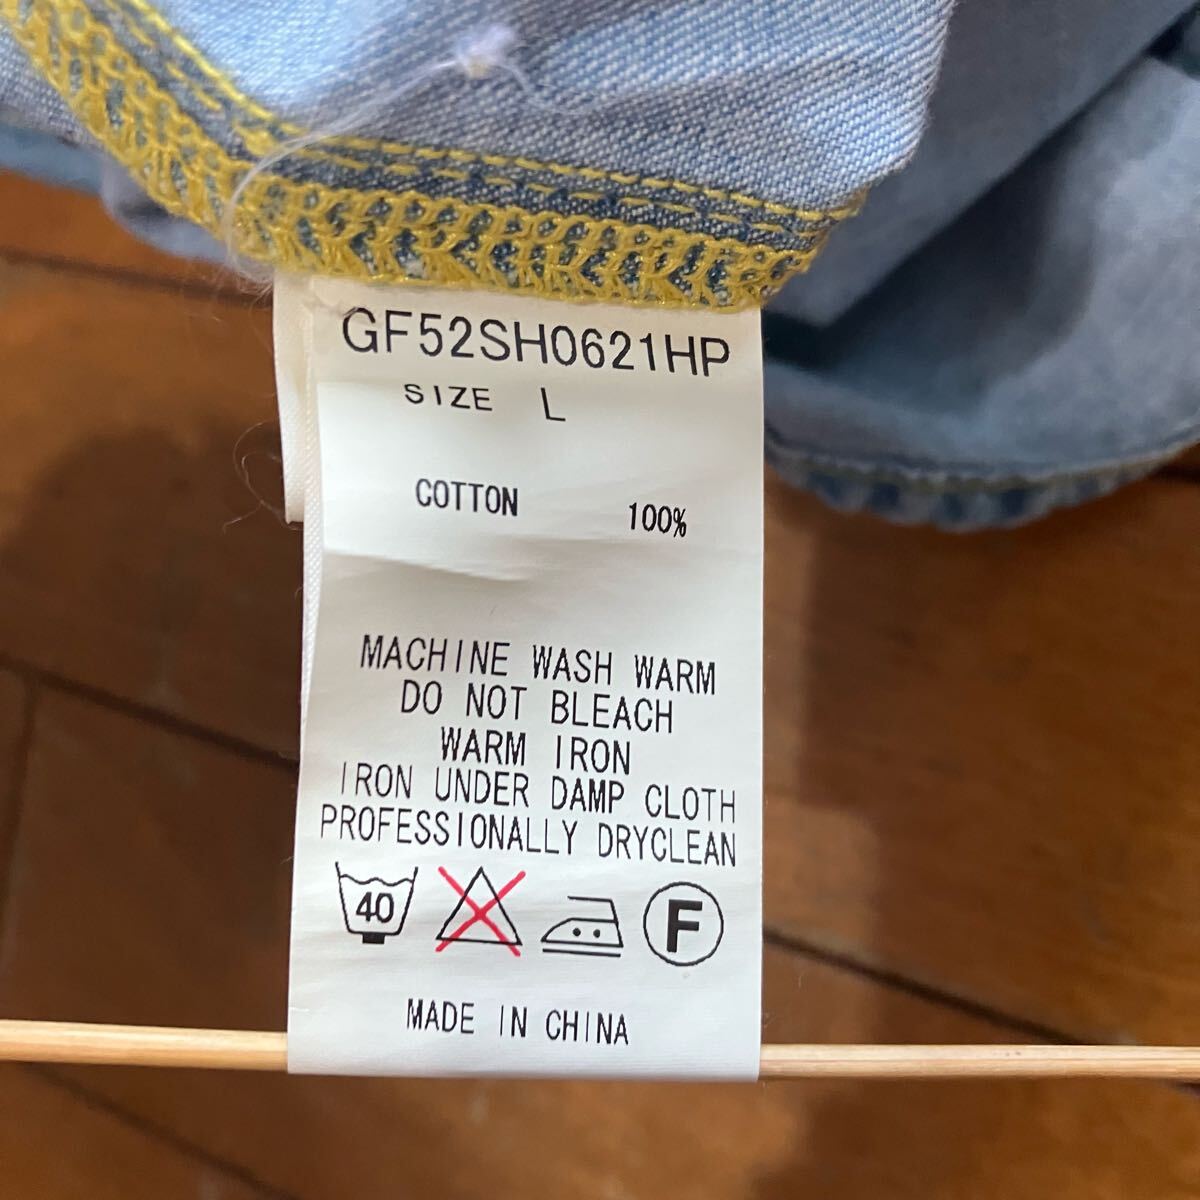 GF52SH0621HP
SIZE L
COTTON 100%
MACHINE WASH WARM
DO NOT BLEACH
WARM IRON
IRON UNDER DAMP CLOTH
PROFESSIONALLY DRYCLEAN
40 F
MADE IN CHINA